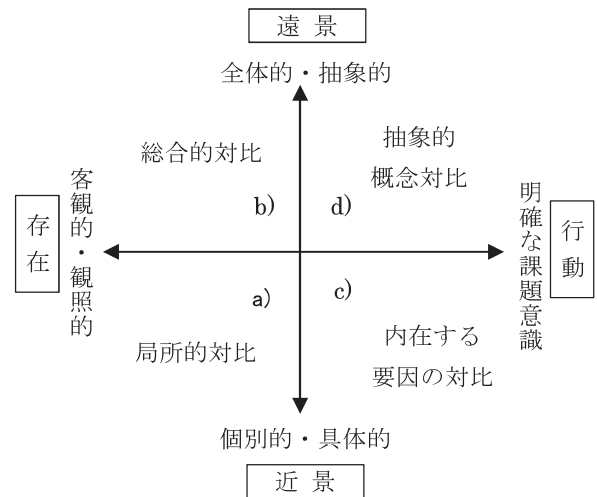 遠 景
全体的・抽象的
総合的対比
抽象的
概念対比
b)
d)
存在
客観的・観照的
明確な課題意識
行動
a)
c)
局所的対比
内在する
要因の対比
個別的・具体的
近 景